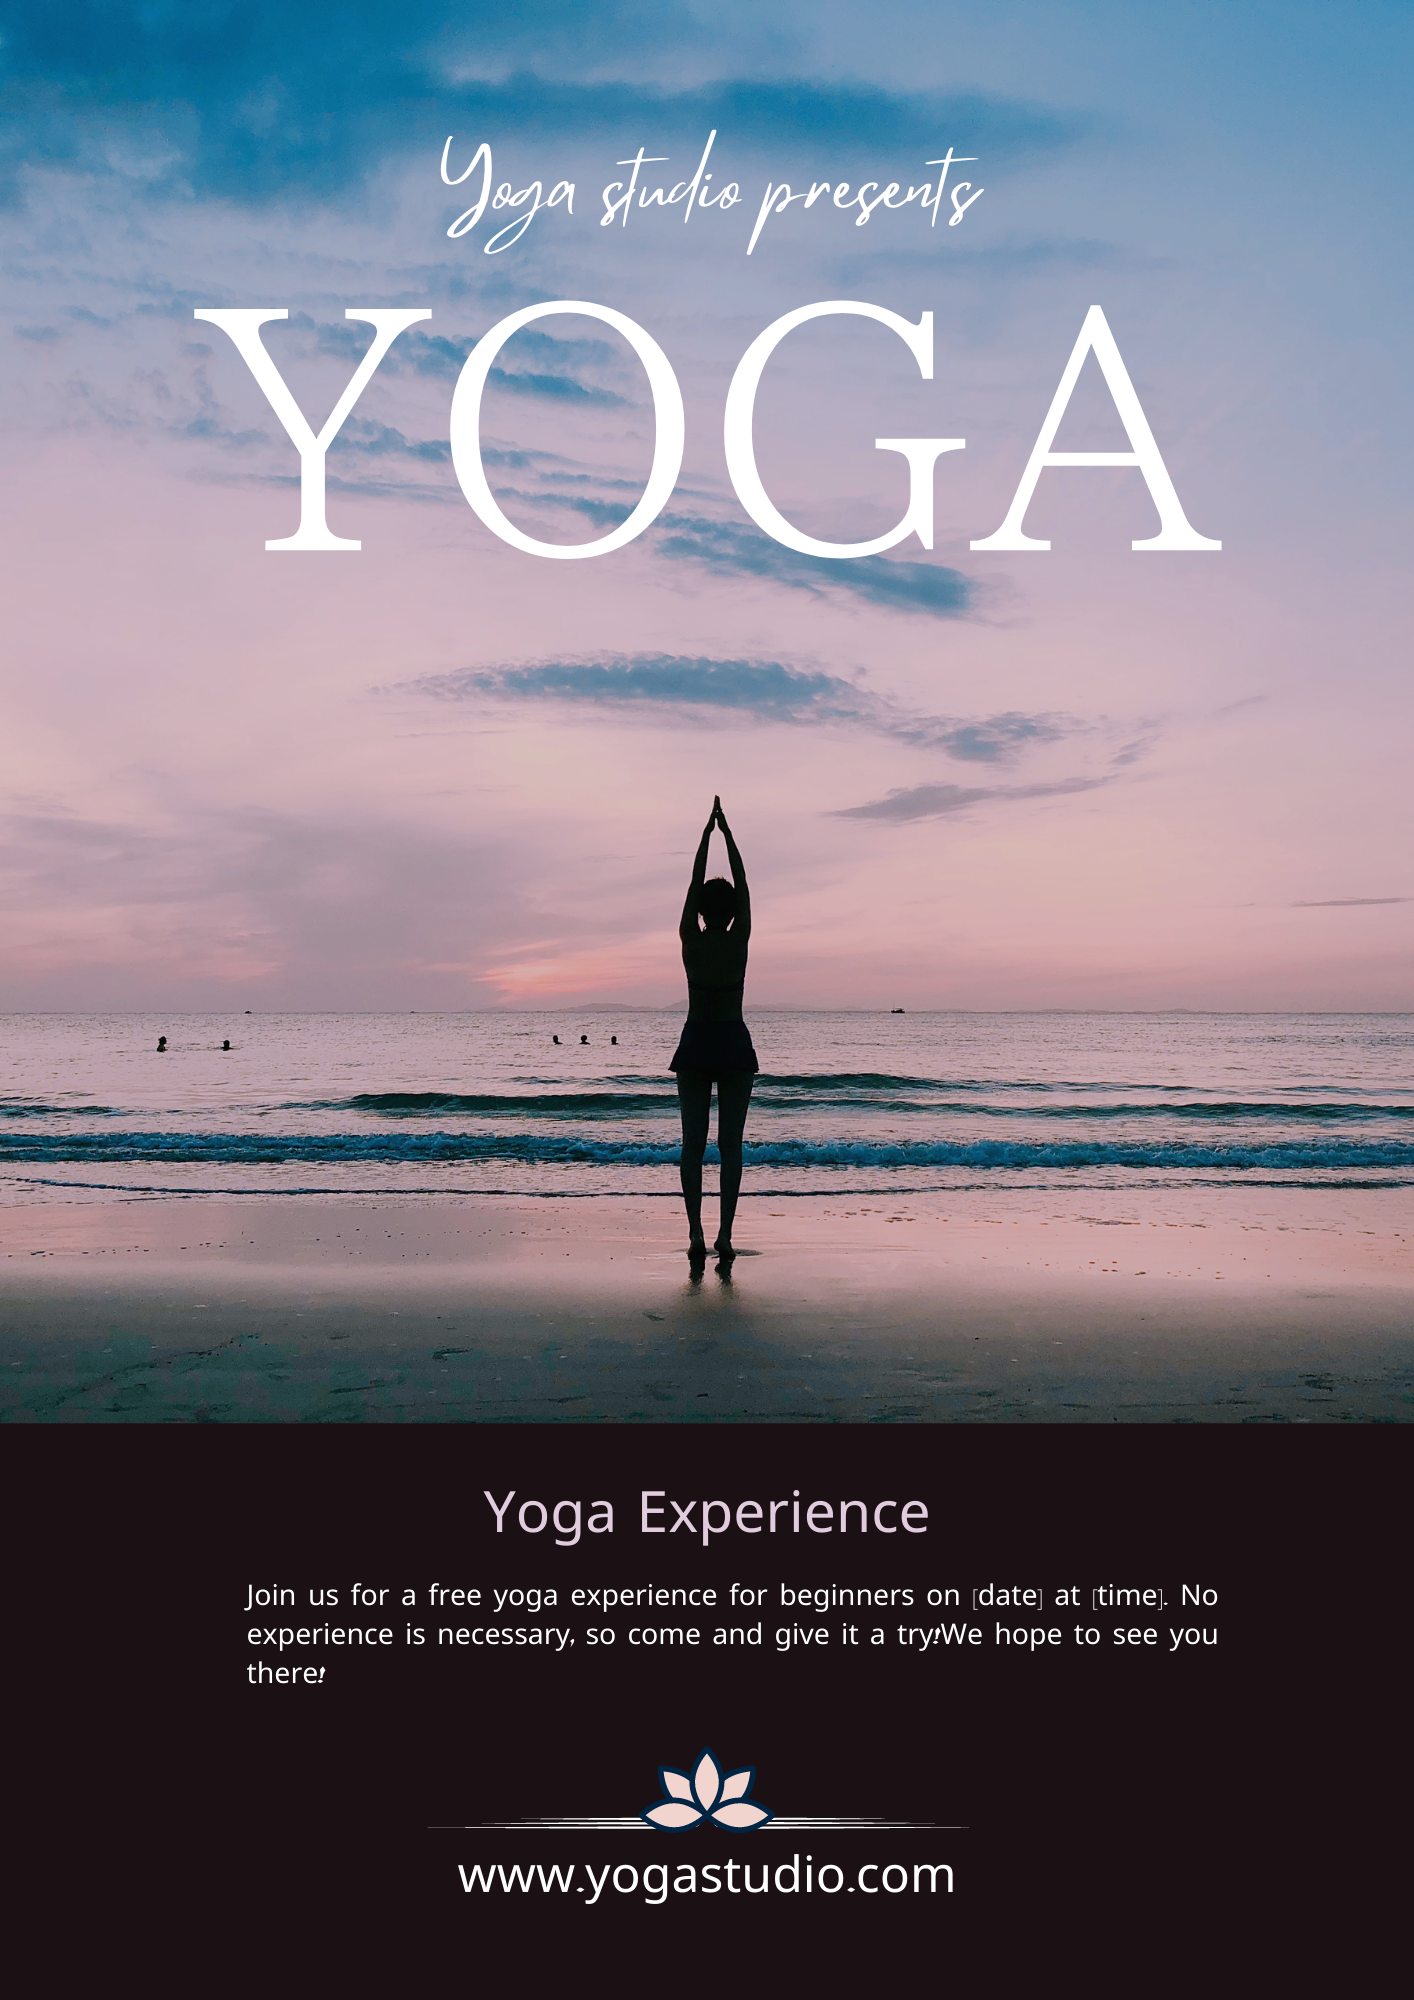 Yoga studio presents
YOGA
Yoga Experience
Join us for a free yoga experience for beginners on [date] at [time]. No
experience is necessary, so come and give it a try!We hope to see you
there!
www.yogastudio.com